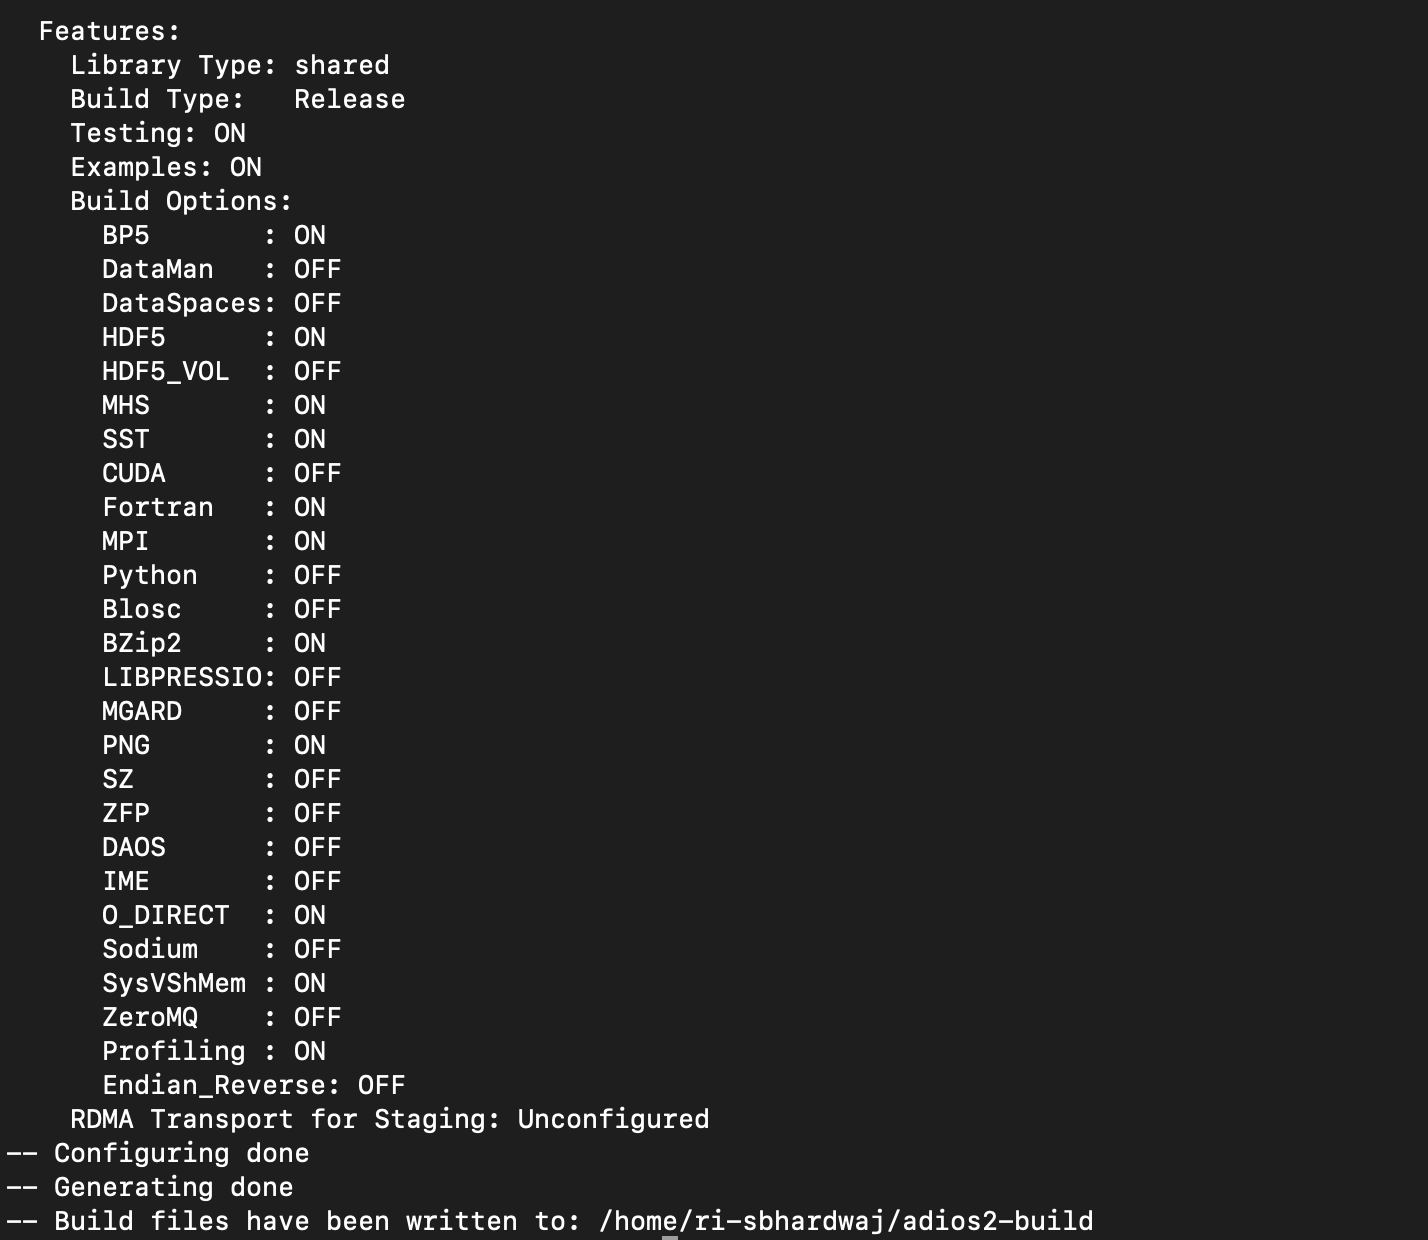 Features:
Library Type: shared
Build Type:   Release
Testing: ON
Examples: ON
Build Options:
BP5       : ON
DataMan   : OFF
DataSpaces: OFF
HDF5      : ON
HDF5_VOL  : OFF
MHS       : ON
SST       : ON
CUDA      : OFF
Fortran   : ON
MPI       : ON
Python    : OFF
Blosc     : OFF
BZip2     : ON
LIBPRESSIO: OFF
MGARD     : OFF
PNG       : ON
SZ        : OFF
ZFP       : OFF
DAOS      : OFF
IME       : OFF
O_DIRECT  : ON
Sodium    : OFF
SysVShMem : ON
ZeroMQ    : OFF
Profiling : ON
Endian_Reverse: OFF
RDMA Transport for Staging: Unconfigured
-- Configuring done
-- Generating done
-- Build files have been written to: /home/ri-sbhardwaj/adios2-build